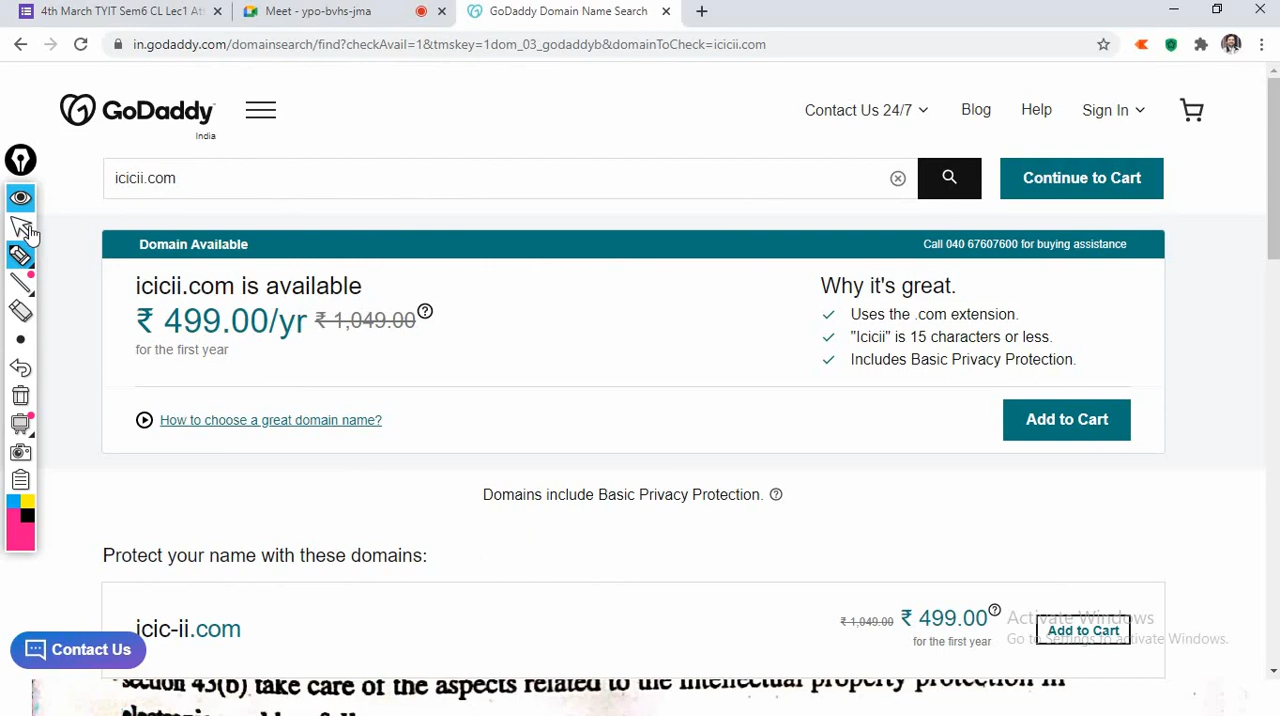 4th March TYIT Sem6 CL Lec1 Att
Meet - ypo-bvhs-jma
GoDaddy Domain Name Search
in.godaddy.com/domainsearch/find?checkAvail=1&tmskey=1dom_03_godaddyb&domainToCheck=icicii.com
GoDaddy
India
Contact Us 24/7
Blog
Help
Sign In
icicii.com
Continue to Cart
Domain Available
Call 040 67607600 for buying assistance
icicii.com is available
₹ 499.00/yr ₹ 1,049.00
for the first year
Why it's great.
Uses the .com extension.
"Icicii" is 15 characters or less.
Includes Basic Privacy Protection.
How to choose a great domain name?
Add to Cart
Domains include Basic Privacy Protection.
Protect your name with these domains:
icic-ii.com
₹ 1,049.00 ₹ 499.00
for the first year
Add to Cart
Activate Windows
Go to Settings to activate Windows.
Contact Us
section 43(b) take care of the aspects related to the intellectual property protection in